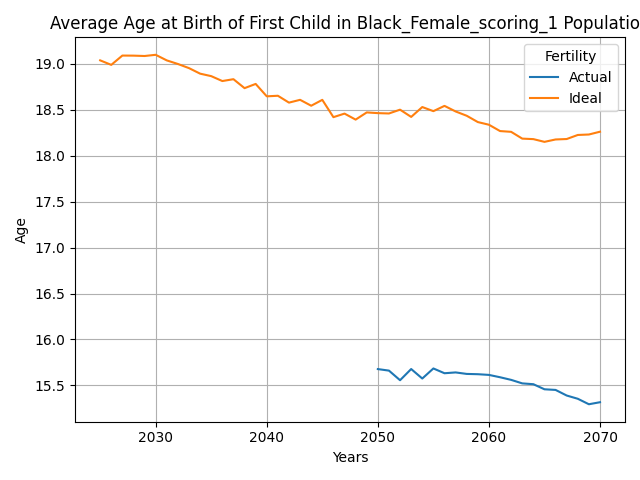 Average Age at Birth of First Child in Black_Female_scoring_1 Populatio
Fertility
Actual
Ideal
19.0
18.5
18.0
17.5
17.0
16.5
16.0
15.5
Age
2030 2040 2050 2060 2070
Years